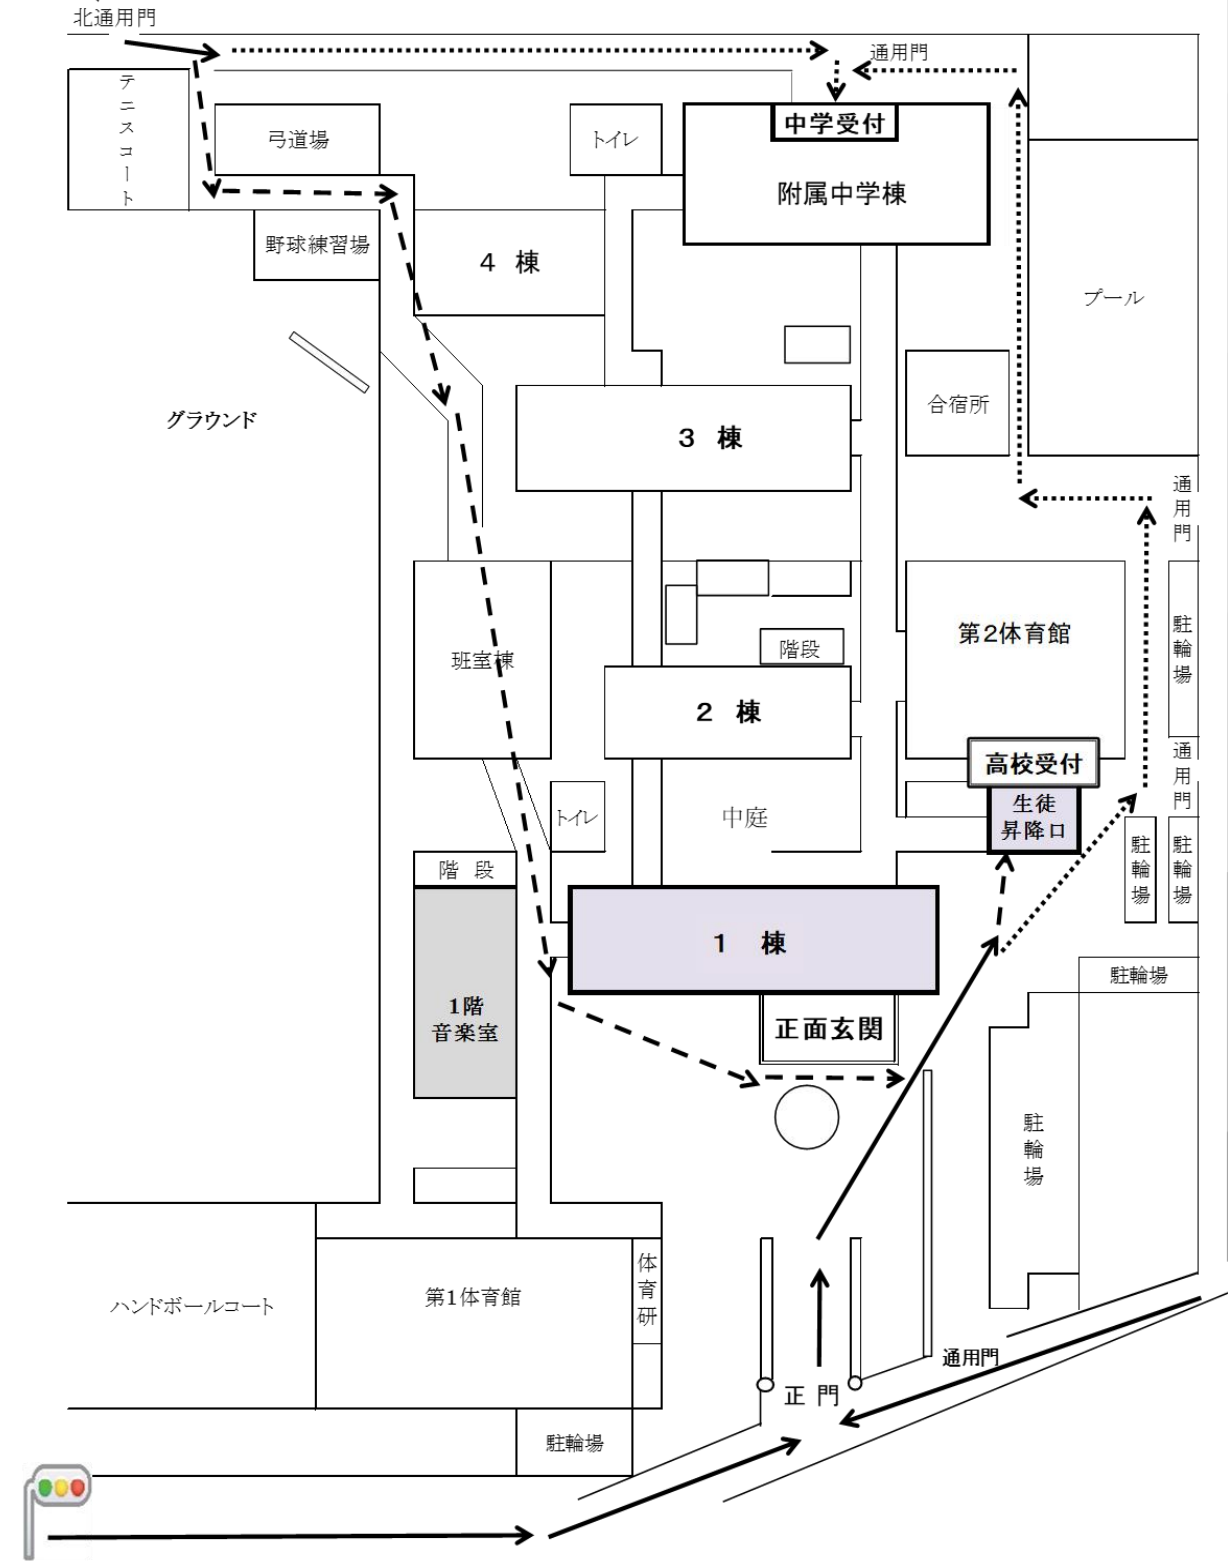 北通用門
通用門
テニスコート
弓道場
トイレ
中学受付
附属中学棟
野球練習場
４ 棟
プール
グラウンド
合宿所
３ 棟
通用門
班室棟
階段
第２体育館
駐輪場
２ 棟
高校受付
通用門
生徒
昇降口
トイレ
中庭
駐輪場
駐輪場
階 段
１ 棟
1階
音楽室
駐輪場
正面玄関
駐輪場
ハンドボールコート
第１体育館
体育研
通用門
正 門
駐輪場